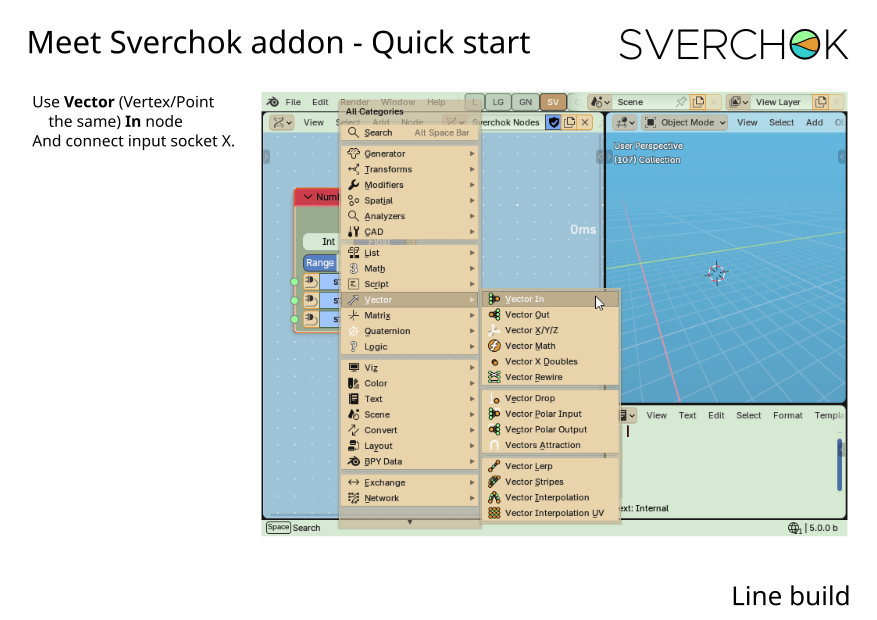 Meet Sverchok addon - Quick start
SVERCHOK
Use Vector (Vertex/Point
the same) In node
And connect input socket X.
File Edit Render Window Help
LG GN SV
Scene
View Layer
View Select Add Node
Sverchok Nodes
Object Mode View Select Add
User Perspective
(107) Collection
All Categories
Search Alt Space Bar
Generator
Transforms
Modifiers
Spatial
Analyzers
CAD
List
Math
Script
Vector
Matrix
Quaternion
Logic
Viz
Color
Text
Scene
Convert
Layout
BPY Data
Exchange
Network
0ms
Int Float
Range
Vector In
Vector Out
Vector X/Y/Z
Vector Math
Vector X Doubles
Vector Rewire
Vector Drop
Vector Polar Input
Vector Polar Output
Vectors Attraction
Vector Lerp
Vector Stripes
Vector Interpolation
Vector Interpolation UV
View Text Edit Select Format
Text: Internal
Space Search
5.0.0 b
Line build